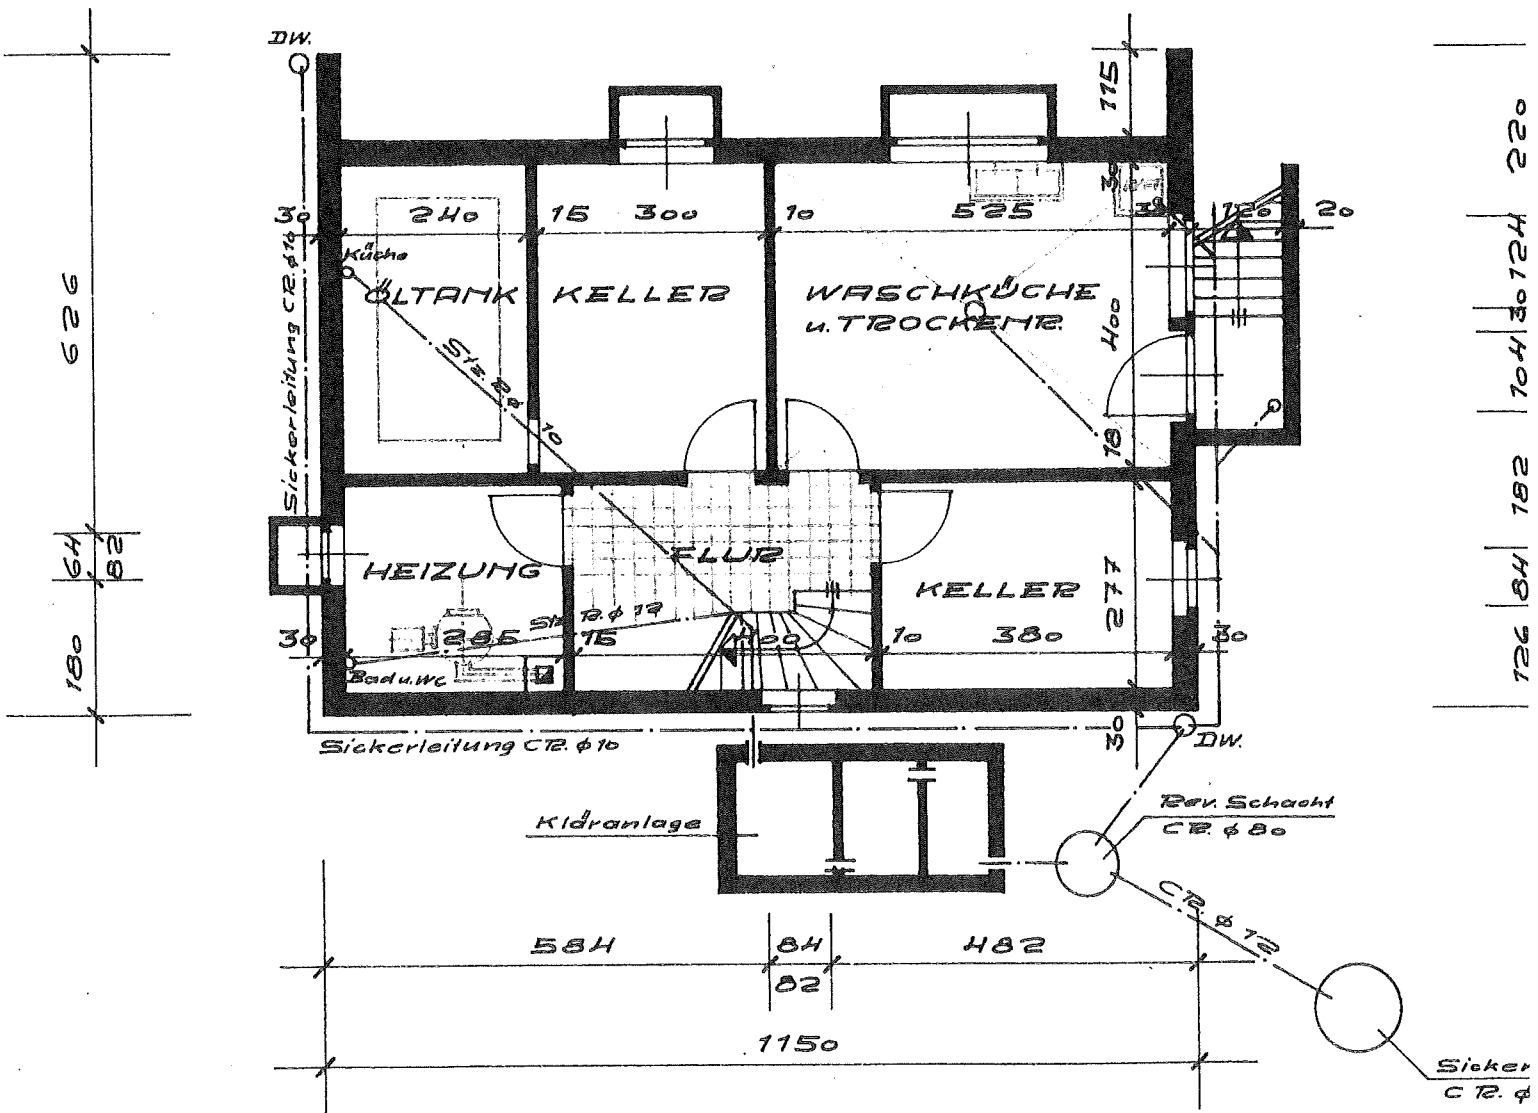 DW.
115
220
30
30
240
15
300
10
525
120
20
Küche
ÖLTANK
KELLER
WASCHKÜCHE
u. TROCKENR.
400
626
Sickerleitung CR. ϕ 10
124
30
104
Stz. R. ϕ 10
18
182
64
82
HEIZUNG
FLUR
KELLER
277
84
Stz. R. ϕ 12
30
285
15
400
10
380
30
180
126
Bad u. WC
Sickerleitung CR. ϕ 10
30
DW.
Kläranlage
Rev. Schacht
CR. ϕ 80
CR. ϕ 12
584
84
482
82
1150
Sicker
CR. ϕ